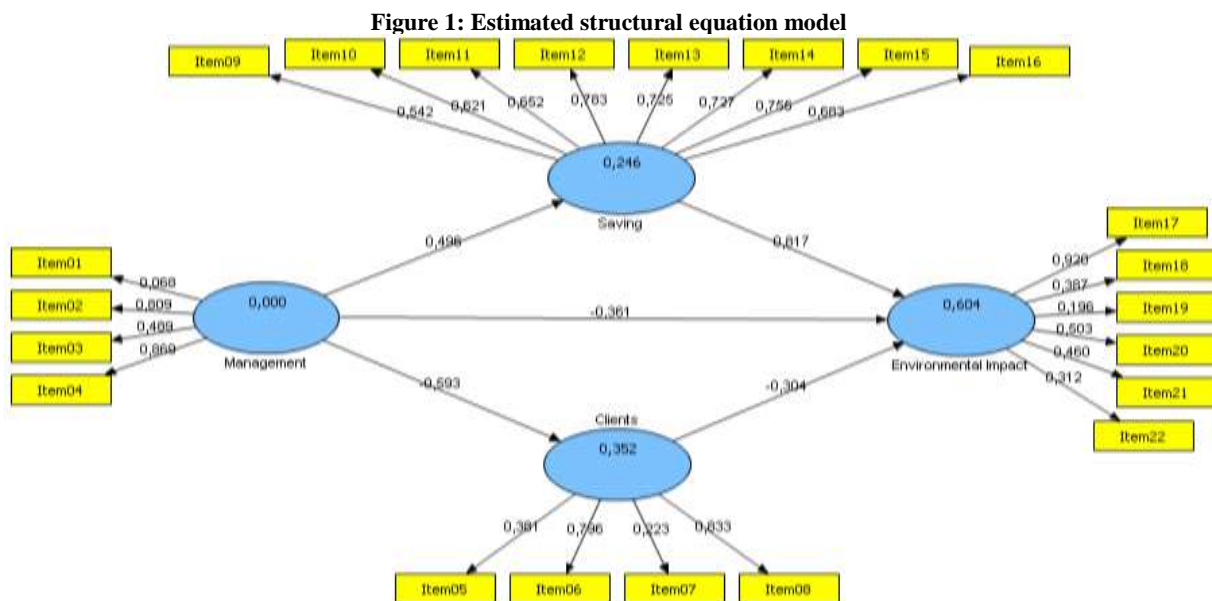 Figure 1: Estimated structural equation model
Item09
Item10
Item11
Item12
Item13
Item14
Item15
Item16
0,542
0,621
0,652
0,783
0,725
0,727
0,756
0,683
0,246
Saving
0,496
0,817
Item01
Item02
Item03
Item04
0,068
0,809
0,469
0,869
0,000
Management
-0,361
0,604
Environmental Impact
Item17
Item18
Item19
Item20
Item21
Item22
0,928
0,387
0,196
0,503
0,460
0,312
-0,593
-0,304
Clients
0,352
0,381
0,796
0,223
0,833
Item05
Item06
Item07
Item08